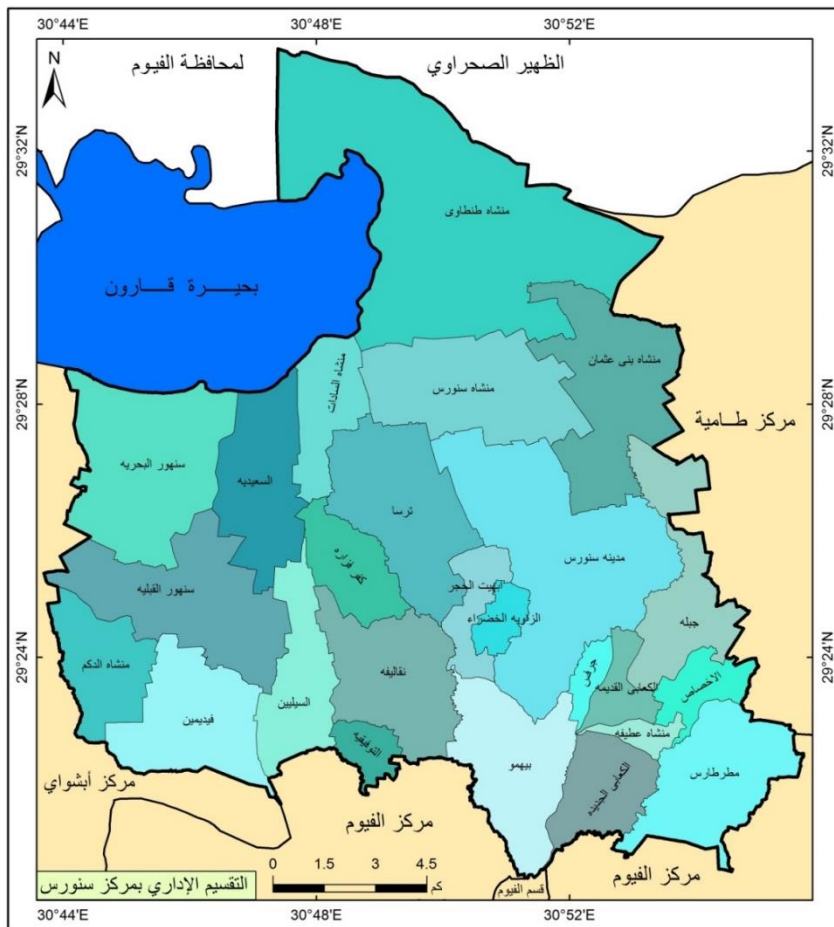 30°44'E
30°48'E
30°52'E
N
لمحافظة الفيوم
الظهير الصحراوي
29°32'N
29°32'N
منشاه طنطاوى
بحيـــرة قـــارون
منشاه بنى عثمان
منشاه السادات
منشاه سنورس
29°28'N
29°28'N
مركز طـــامية
سنهور البحريه
السعيديه
ترسا
مدينه سنورس
كفر فزاره
ابهيت الحجر
سنهور القبليه
الزاويه الخضراء
جبله
29°24'N
29°24'N
منشاه الدكم
نقاليفه
جرفس
الكعابى القديمه
الاخصاص
السيليين
فيديمين
منشاه عطيفه
التوفيقيه
بيهمو
الكعابى الجديده
مطرطارس
مركز أبشواي
مركز الفيوم
مركز الفيوم
0 1.5 3 4.5
كم
التقسيم الإداري بمركز سنورس
قسم الفيوم
30°44'E
30°48'E
30°52'E